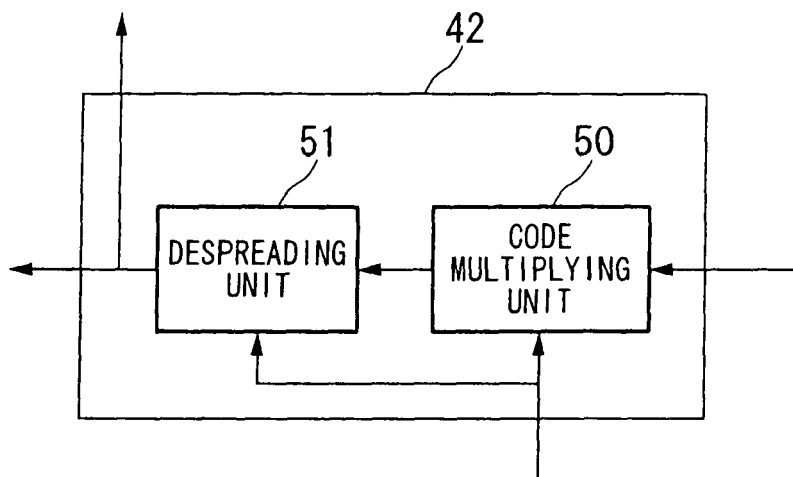 42
51
50
DESPREADING
UNIT
CODE
MULTIPLYING
UNIT